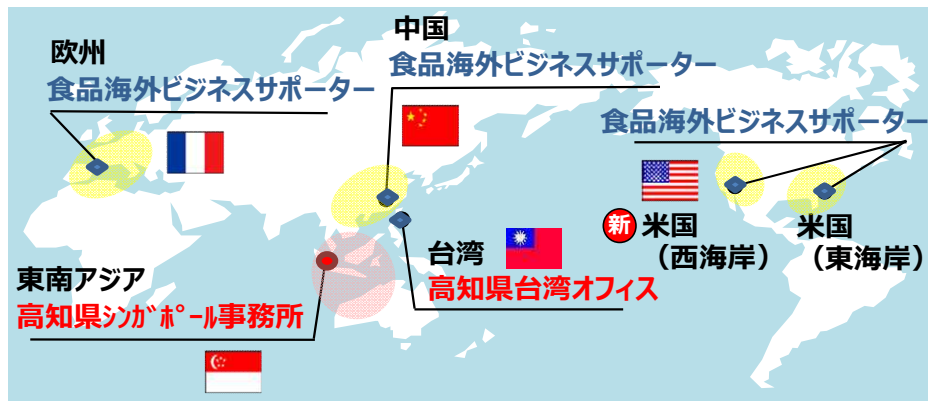 欧州
食品海外ビジネスサポーター
中国
食品海外ビジネスサポーター
食品海外ビジネスサポーター
新 米国
（西海岸）
米国
（東海岸）
台湾
高知県台湾オフィス
東南アジア
高知県ｼﾝｶﾞﾎﾟｰﾙ事務所